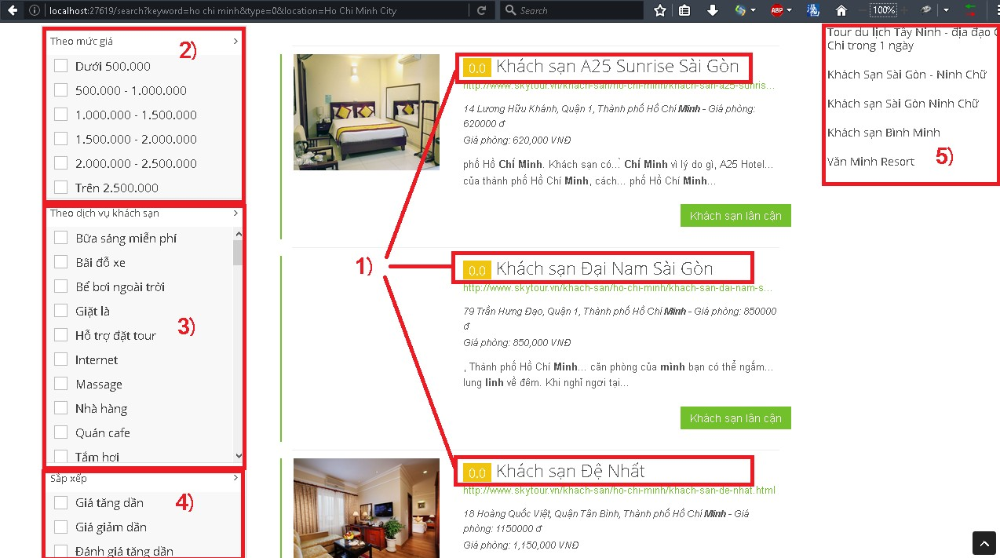 localhost:27619/search?keyword=ho chi minh&type=0&location=Ho Chi Minh City
Search
ABP
100%
Theo mức giá
2)
Dưới 500.000
500.000 - 1.000.000
1.000.000 - 1.500.000
1.500.000 - 2.000.000
2.000.000 - 2.500.000
Trên 2.500.000
Theo dịch vụ khách sạn
Bữa sáng miễn phí
Bãi đỗ xe
Bể bơi ngoài trời
Giặt là
3)
Hỗ trợ đặt tour
Internet
Massage
Nhà hàng
Quán cafe
Tắm hơi
Sắp xếp
4)
Giá tăng dần
Giá giảm dần
Đánh giá tăng dần
1)
0.0 Khách sạn A25 Sunrise Sài Gòn
http://www.skytour.vn/khach-san/ho-chi-minh/khach-san-a25-sunris...
14 Lương Hữu Khánh, Quận 1, Thành phố Hồ Chí Minh - Giá phòng:
620000 đ
Giá phòng: 620,000 VNĐ
phố Hồ Chí Minh. Khách sạn có... Chí Minh vì lý do gì, A25 Hotel...
của thành phố Hồ Chí Minh, cách... phố Hồ Chí Minh...
Khách sạn lân cận
0.0 Khách sạn Đại Nam Sài Gòn
http://www.skytour.vn/khach-san/ho-chi-minh/khach-san-dai-nam-s...
79 Trần Hưng Đạo, Quận 1, Thành phố Hồ Chí Minh - Giá phòng: 850000
đ
Giá phòng: 850,000 VNĐ
, Thành phố Hồ Chí Minh... căn phòng của mình bạn có thể ngắm...
lung linh về đêm. Khi nghỉ ngơi tại...
Khách sạn lân cận
0.0 Khách sạn Đệ Nhất
http://www.skytour.vn/khach-san/ho-chi-minh/khach-san-de-nhat.html
18 Hoàng Quốc Việt, Quận Tân Bình, Thành phố Hồ Chí Minh - Giá
phòng: 1150000 đ
Giá phòng: 1,150,000 VNĐ
Tour du lịch Tây Ninh - địa đạo C
Chi trong 1 ngày
Khách Sạn Sài Gòn - Ninh Chữ
Khách sạn Sài Gòn Ninh Chữ
Khách sạn Bình Minh
Văn Minh Resort
5)